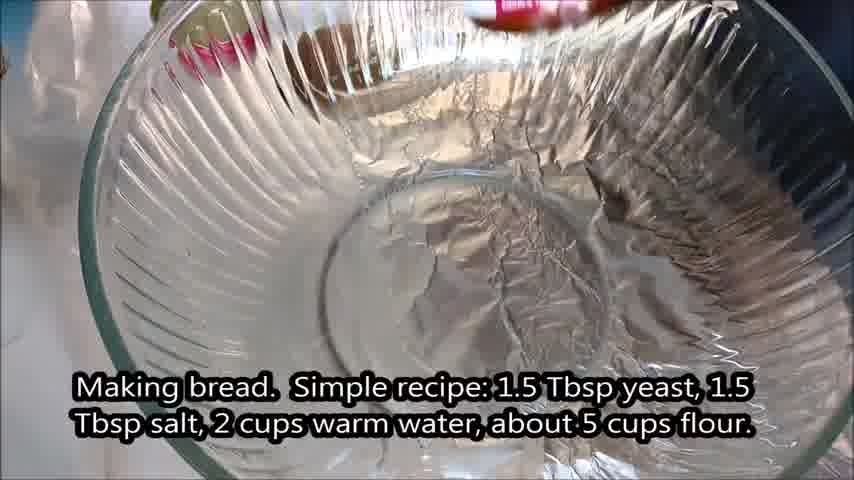 Making bread.  Simple recipe: 1.5 Tbsp yeast, 1.5
Tbsp salt, 2 cups warm water, about 5 cups flour.